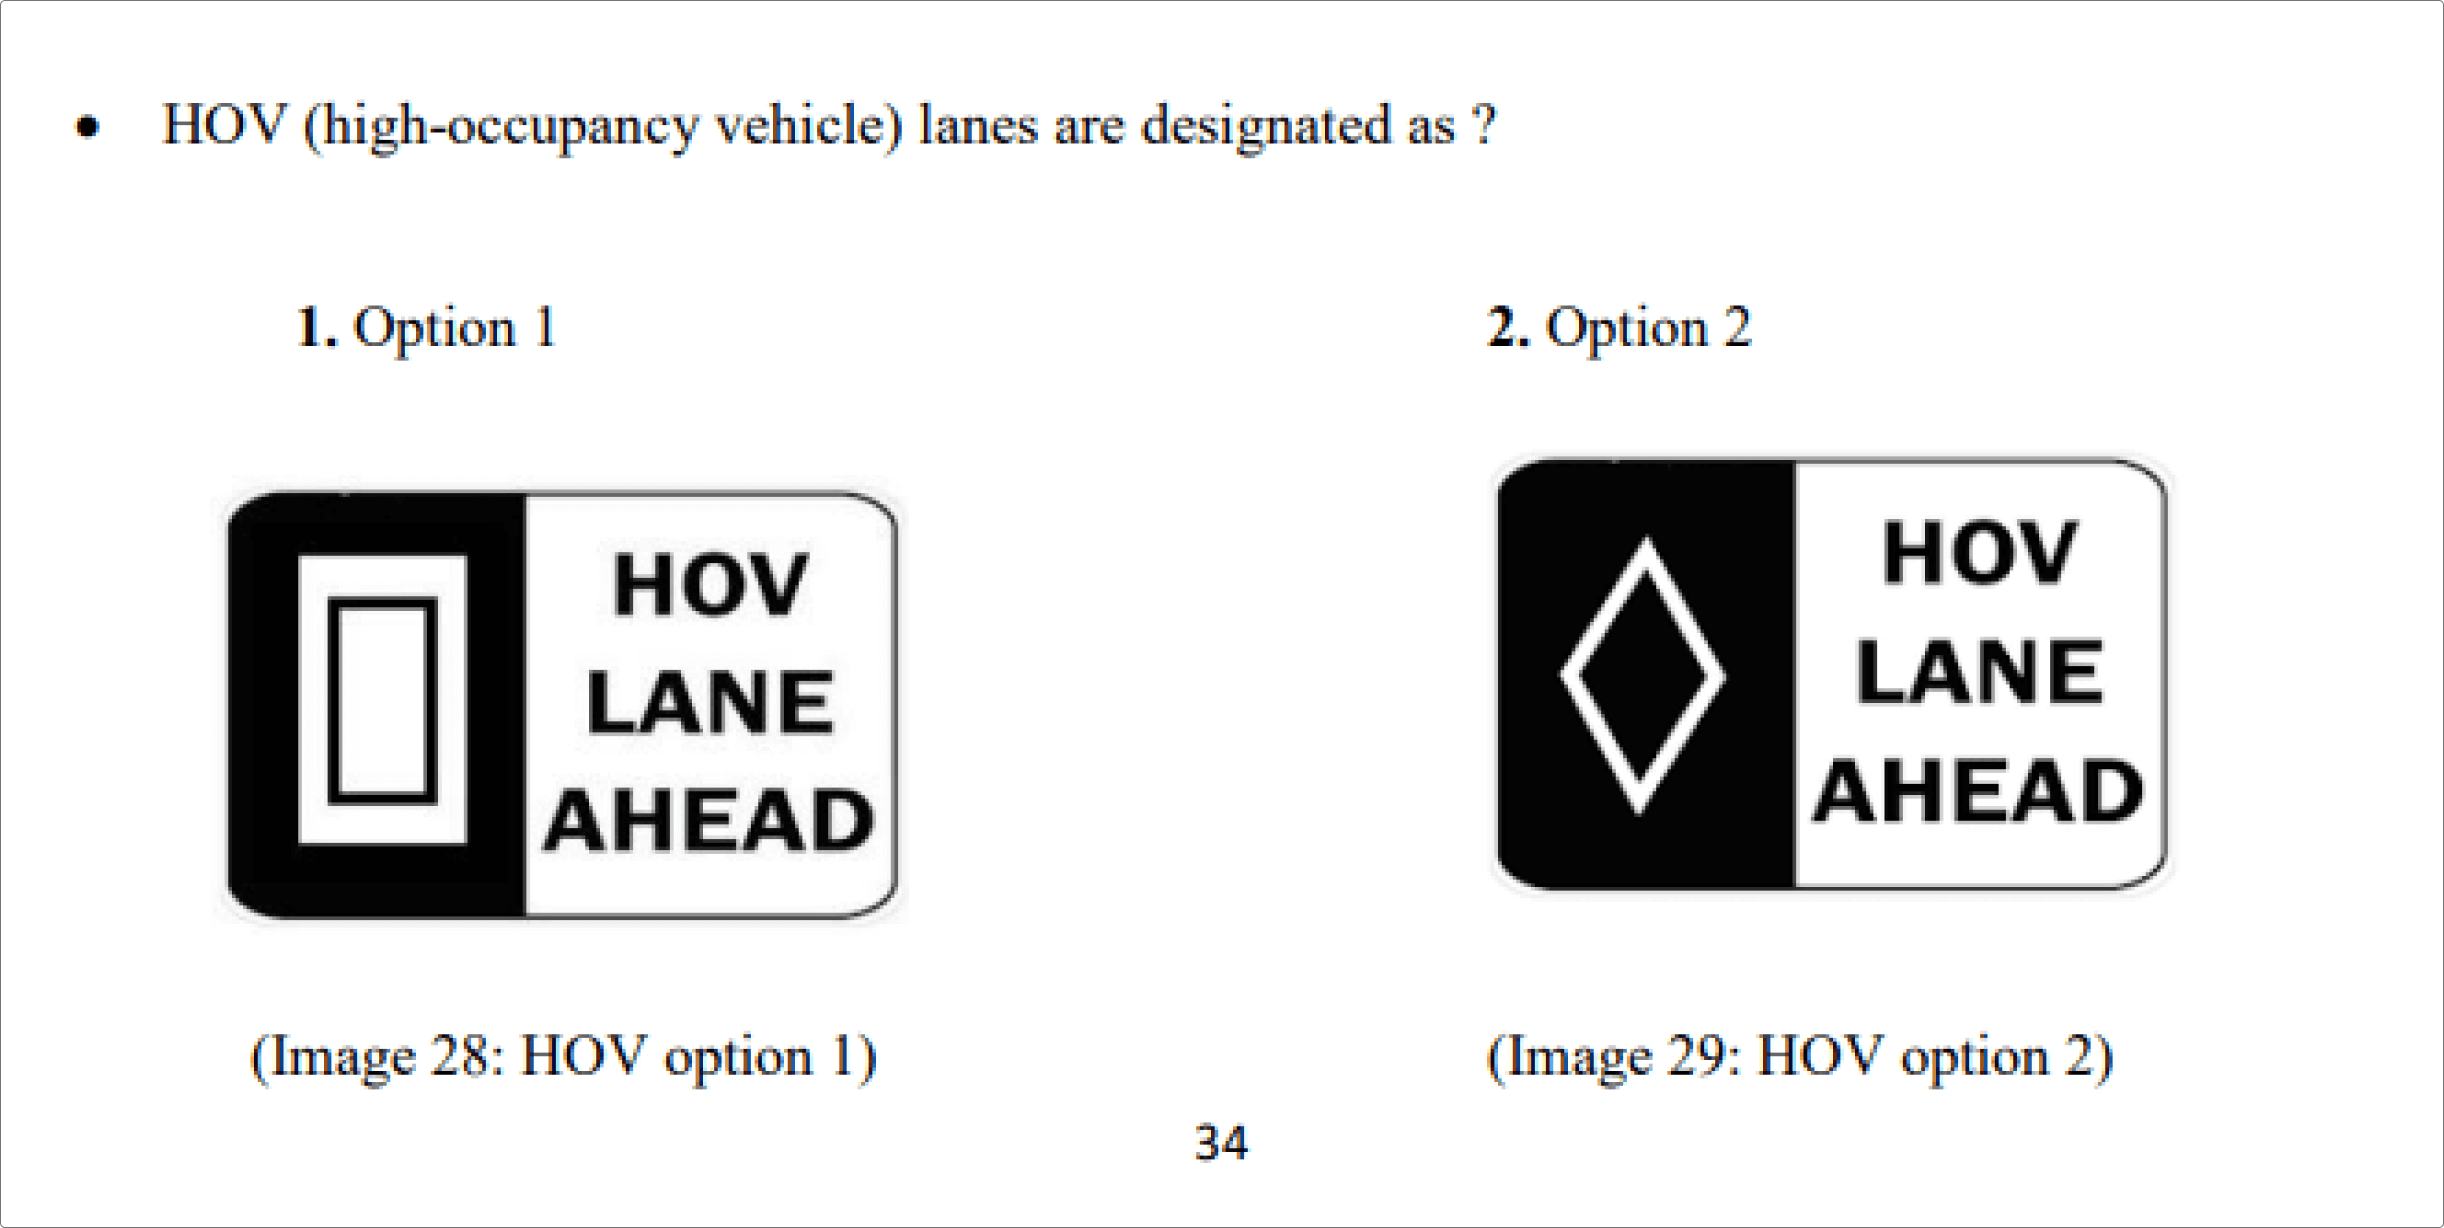 • HOV (high-occupancy vehicle) lanes are designated as ?
1. Option 1
2. Option 2
HOV
LANE
AHEAD
HOV
LANE
AHEAD
(Image 28: HOV option 1)
(Image 29: HOV option 2)
34